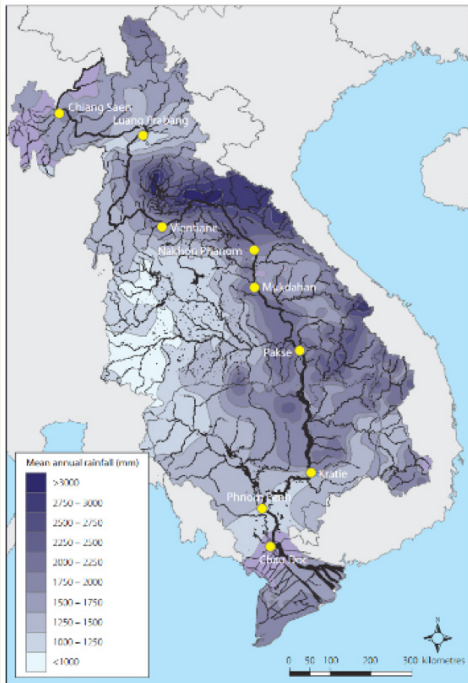 Chiang Saen
Luang Prabang
Vientiane
Nakhon Phanom
Mukdahan
Pakse
Kratie
Phnom Penh
Chau Doc
Mean annual rainfall (mm)
>3000
2750 – 3000
2500 – 2750
2250 – 2500
2000 – 2250
1750 – 2000
1500 – 1750
1250 – 1500
1000 – 1250
<1000
N
0 50 100 200 300 kilometres